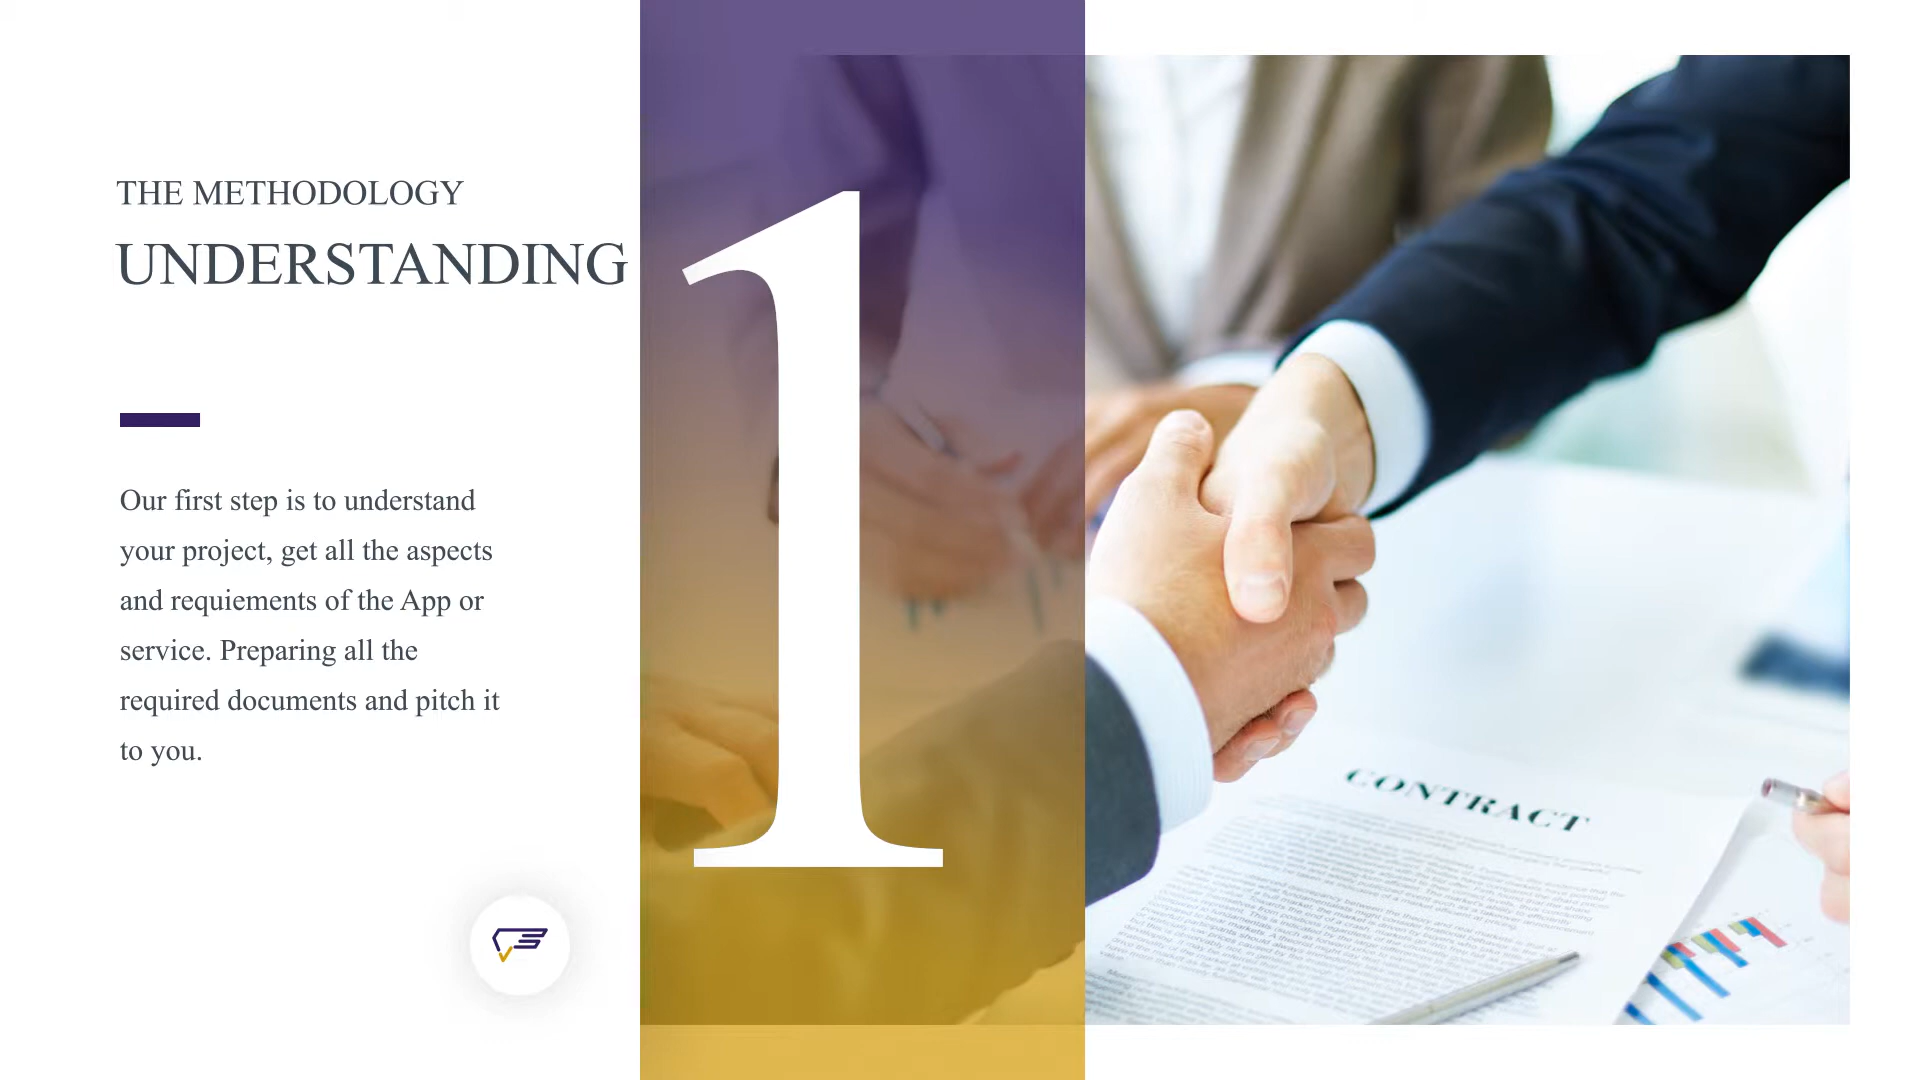 THE METHODOLOGY
UNDERSTANDING
Our first step is to understand
your project, get all the aspects
and requiements of the App or
service. Preparing all the
required documents and pitch it
to you.
1
CONTRACT